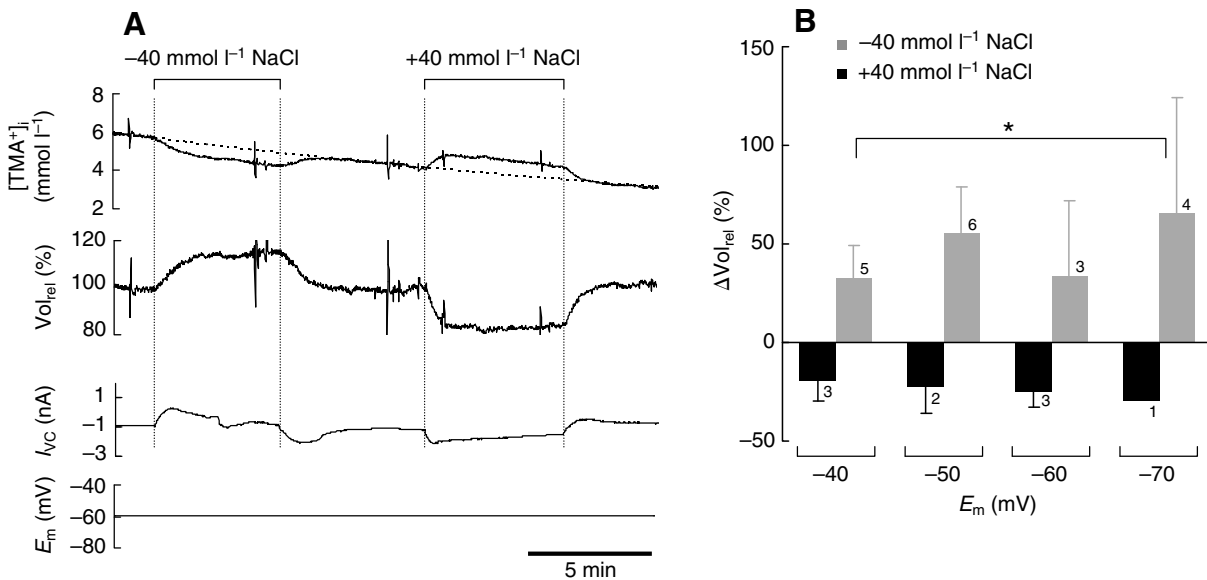 A
–40 mmol l⁻¹ NaCl
+40 mmol l⁻¹ NaCl
[TMA⁺]i
(mmol l⁻¹)
8
6
4
2
Volrel (%)
120
100
80
IVC (nA)
1
–1
–3
Em (mV)
–40
–60
–80
5 min
B
–40 mmol l⁻¹ NaCl
+40 mmol l⁻¹ NaCl
ΔVolrel (%)
150
100
50
0
–50
*
5
6
3
4
3
2
3
1
–40
–50
–60
–70
Em (mV)